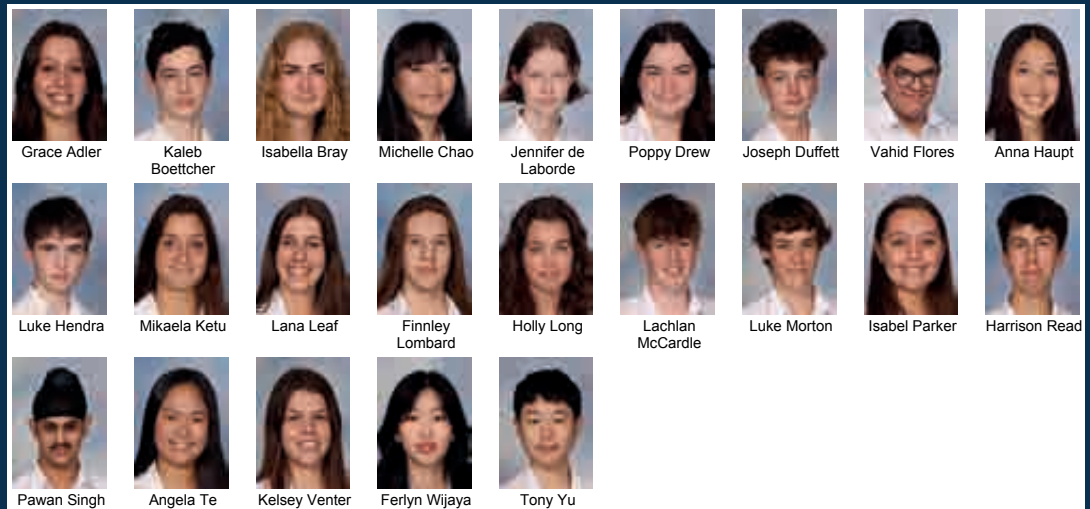 Grace Adler
Kaleb
Boettcher
Isabella Bray
Michelle Chao
Jennifer de
Laborde
Poppy Drew
Joseph Duffett
Vahid Flores
Anna Haupt
Luke Hendra
Mikaela Ketu
Lana Leaf
Finnley
Lombard
Holly Long
Lachlan
McCardle
Luke Morton
Isabel Parker
Harrison Read
Pawan Singh
Angela Te
Kelsey Venter
Ferlyn Wijaya
Tony Yu